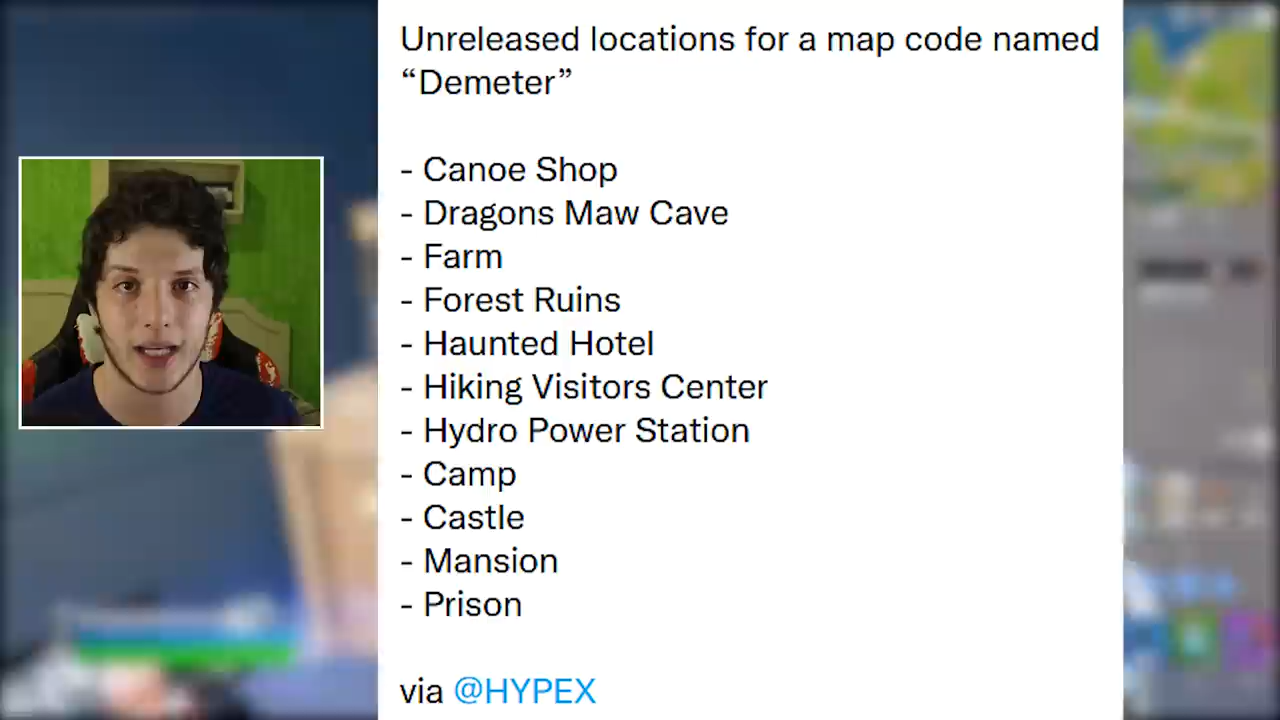 Unreleased locations for a map code named
“Demeter”
- Canoe Shop
- Dragons Maw Cave
- Farm
- Forest Ruins
- Haunted Hotel
- Hiking Visitors Center
- Hydro Power Station
- Camp
- Castle
- Mansion
- Prison
via @HYPEX